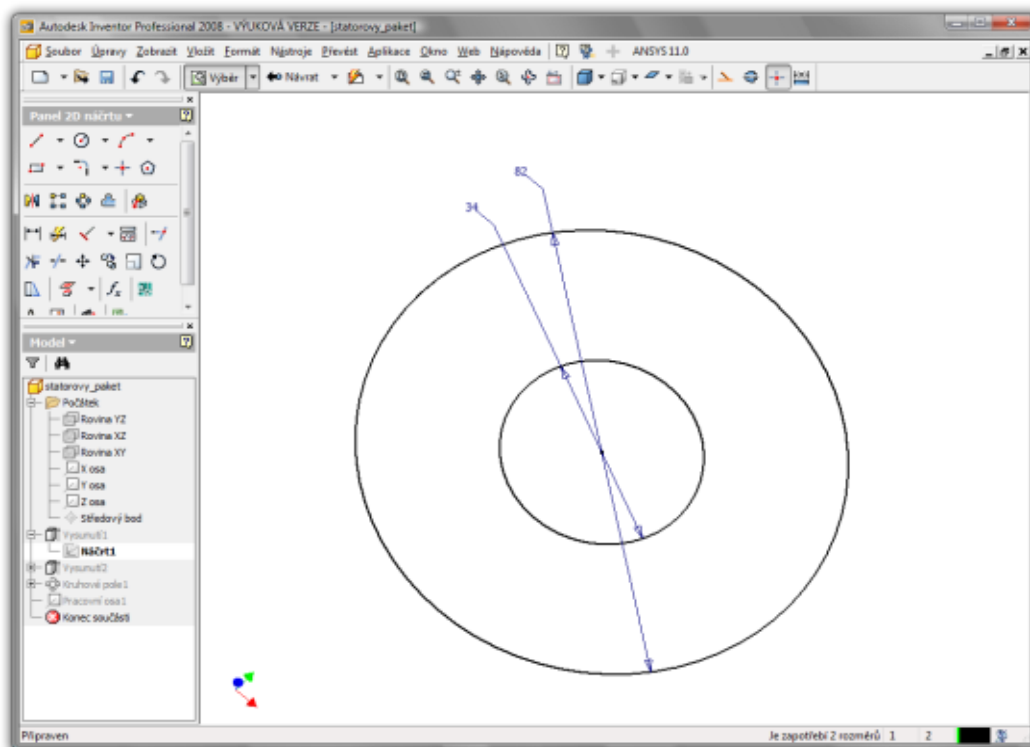 Autodesk Inventor Professional 2008 - VÝUKOVÁ VERZE - [statorovy_paket]
Soubor Úpravy Zobrazit Vložit Formát Nástroje Převést Aplikace Okno Web Nápověda ANSYS 11.0
Výběr Návrat
Panel 2D náčrtu
82
34
fx
Model
statorovy_paket
Počátek
Rovina YZ
Rovina XZ
Rovina XY
X osa
Y osa
Z osa
Středový bod
Vysunutí1
Náčrt1
Vysunutí2
Kruhové pole1
Pracovní osa1
Konec součásti
Připraven Je zapotřebí 2 rozměrů 1 2